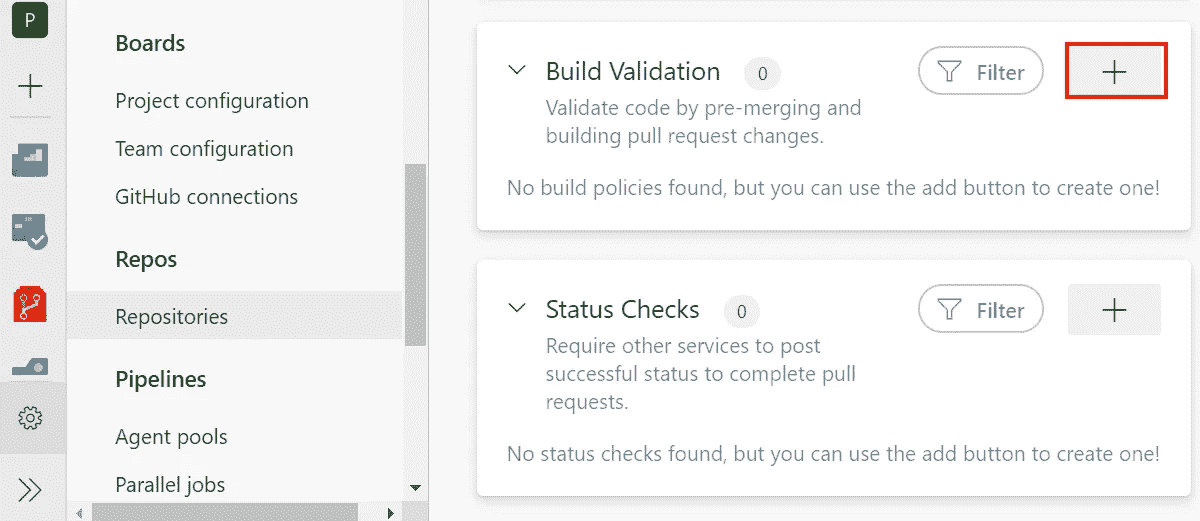 P
Boards
Project configuration
Team configuration
GitHub connections
Repos
Repositories
Pipelines
Agent pools
Parallel jobs
Build Validation 0 Filter
Validate code by pre-merging and
building pull request changes.
No build policies found, but you can use the add button to create one!
Status Checks 0 Filter
Require other services to post
successful status to complete pull
requests.
No status checks found, but you can use the add button to create one!